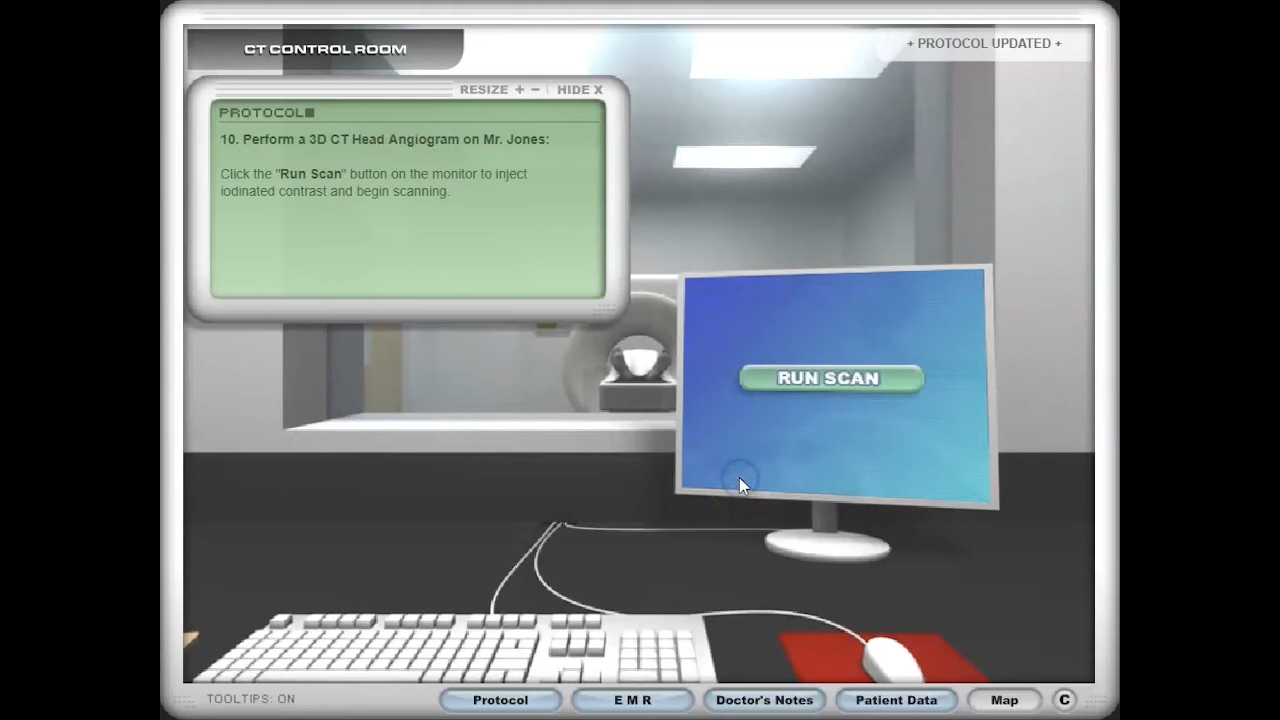 CT CONTROL ROOM
+ PROTOCOL UPDATED +
RESIZE + - | HIDE X
PROTOCOL
10. Perform a 3D CT Head Angiogram on Mr. Jones:
Click the "Run Scan" button on the monitor to inject
iodinated contrast and begin scanning.
RUN SCAN
TOOLTIPS: ON
Protocol
E M R
Doctor's Notes
Patient Data
Map
C